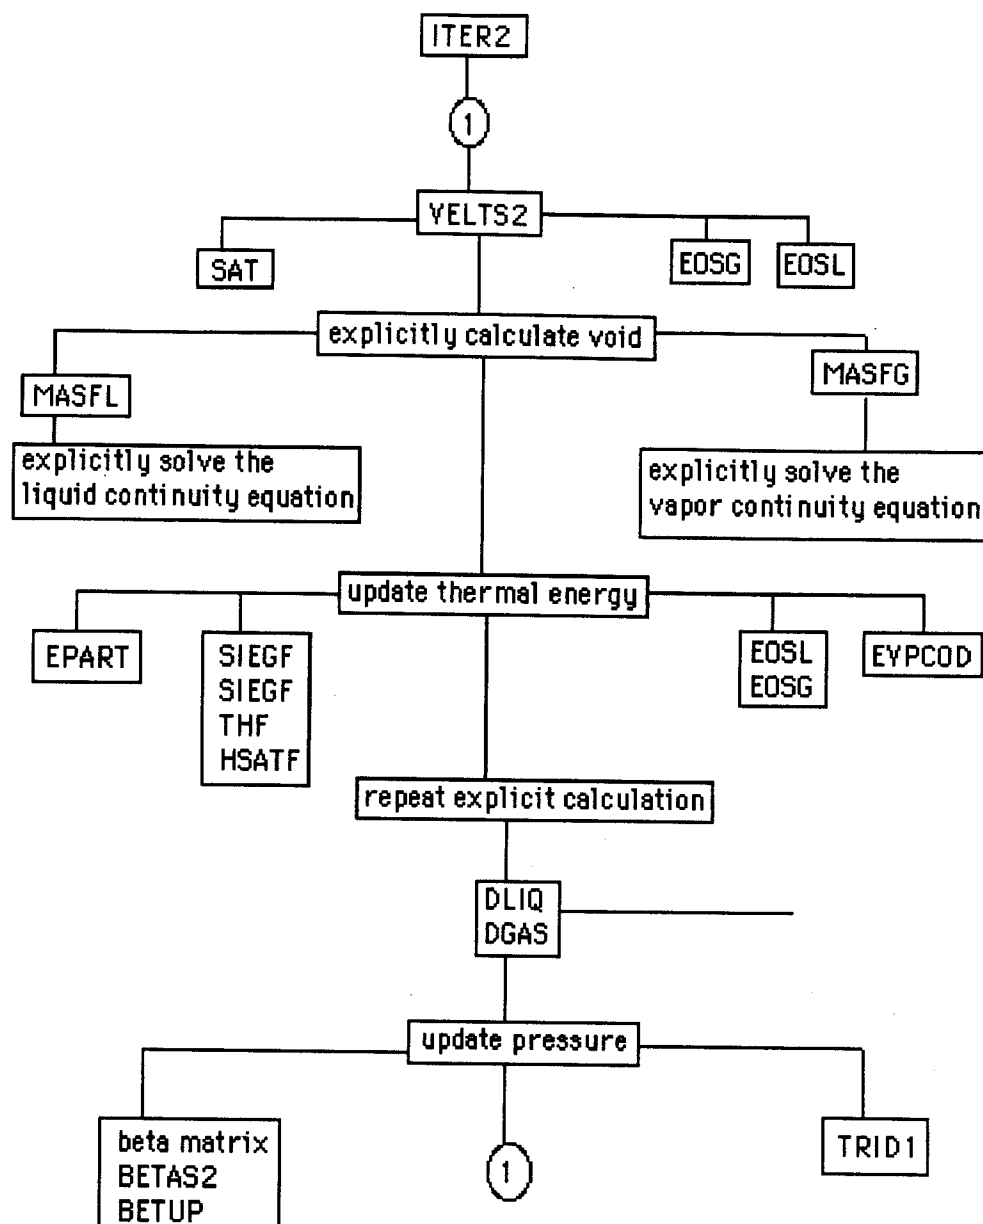 ITER2
1
VELTS2
SAT
EOSG
EOSL
explicitly calculate void
MASFL
MASFG
explicitly solve the
liquid continuity equation
explicitly solve the
vapor continuity equation
update thermal energy
EPART
SIEGF
SIEGF
THF
HSATF
EOSL
EOSG
EVPCOD
repeat explicit calculation
DLIQ
DGAS
update pressure
beta matrix
BETAS2
BETUP
1
TRID1